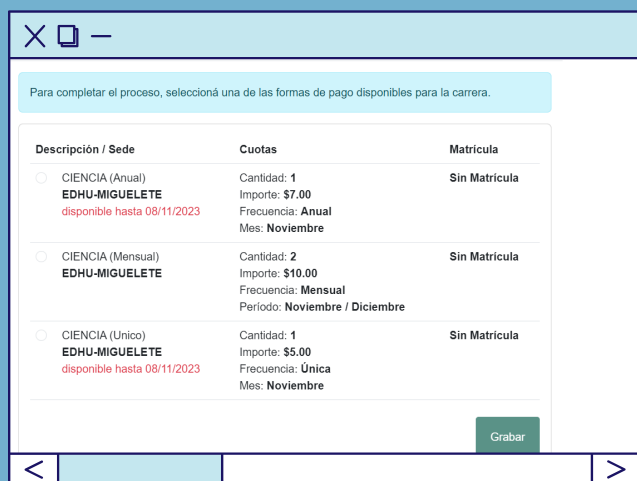 Para completar el proceso, seleccioná una de las formas de pago disponibles para la carrera.
Descripción / Sede Cuotas Matrícula
CIENCIA (Anual) Cantidad: 1 Sin Matrícula
EDHU-MIGUELETE Importe: $7.00
disponible hasta 08/11/2023 Frecuencia: Anual
Mes: Noviembre
CIENCIA (Mensual) Cantidad: 2 Sin Matrícula
EDHU-MIGUELETE Importe: $10.00
Frecuencia: Mensual
Período: Noviembre / Diciembre
CIENCIA (Unico) Cantidad: 1 Sin Matrícula
EDHU-MIGUELETE Importe: $5.00
disponible hasta 08/11/2023 Frecuencia: Única
Mes: Noviembre
Grabar